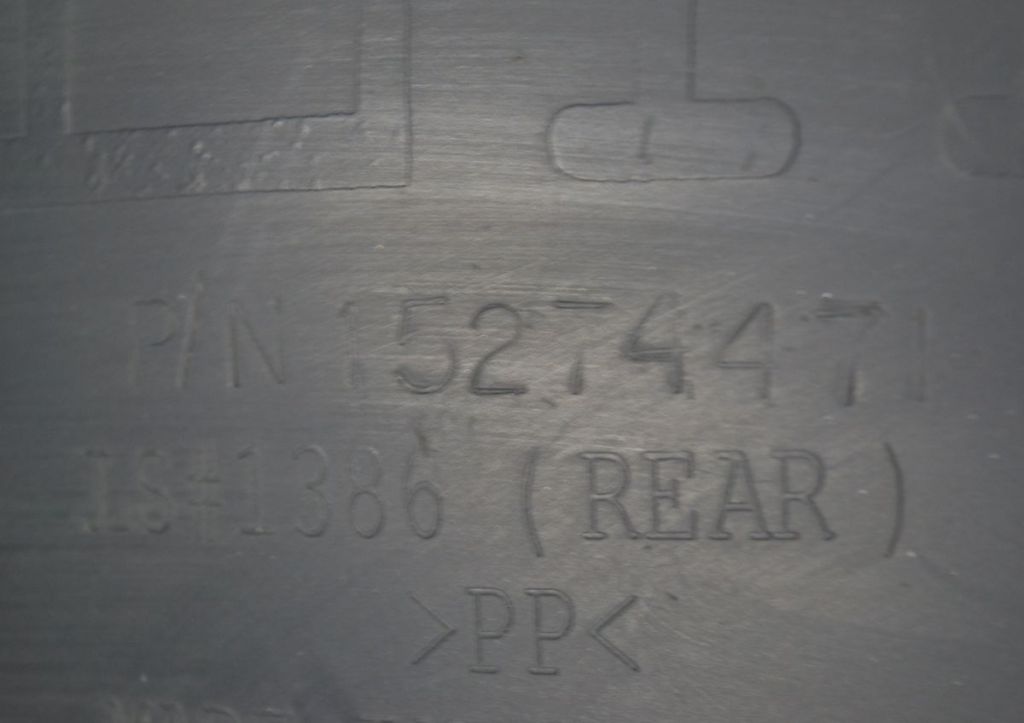 P/N 15274471
IS#1386 (REAR)
>PP<